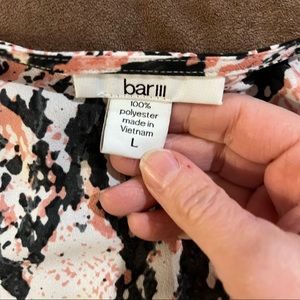 bar III
100%
polyester
made in
Vietnam
L